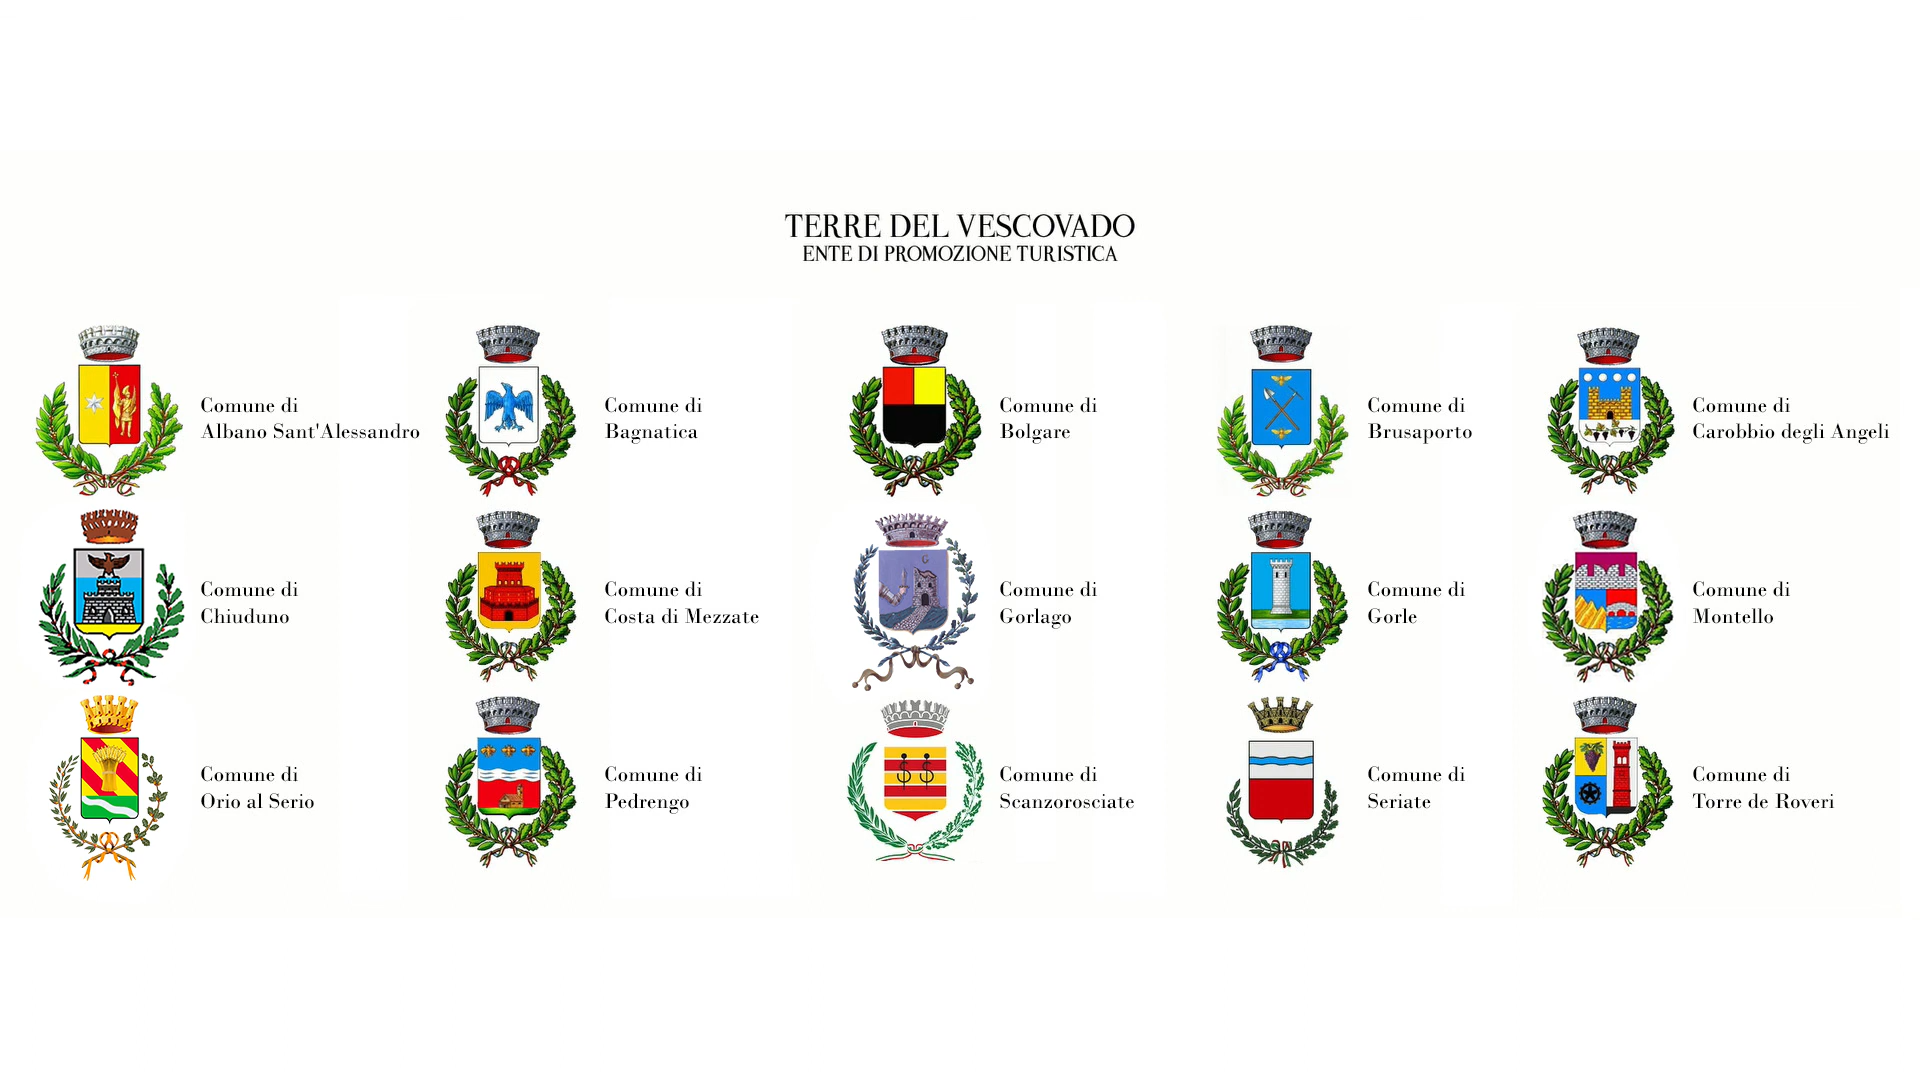 TERRE DEL VESCOVADO
ENTE DI PROMOZIONE TURISTICA
Comune di
Albano Sant'Alessandro
Comune di
Bagnatica
Comune di
Bolgare
Comune di
Brusaporto
Comune di
Carobbio degli Angeli
Comune di
Chiuduno
Comune di
Costa di Mezzate
Comune di
Gorlago
Comune di
Gorle
Comune di
Montello
Comune di
Orio al Serio
Comune di
Pedrengo
Comune di
Scanzorosciate
Comune di
Seriate
Comune di
Torre de Roveri